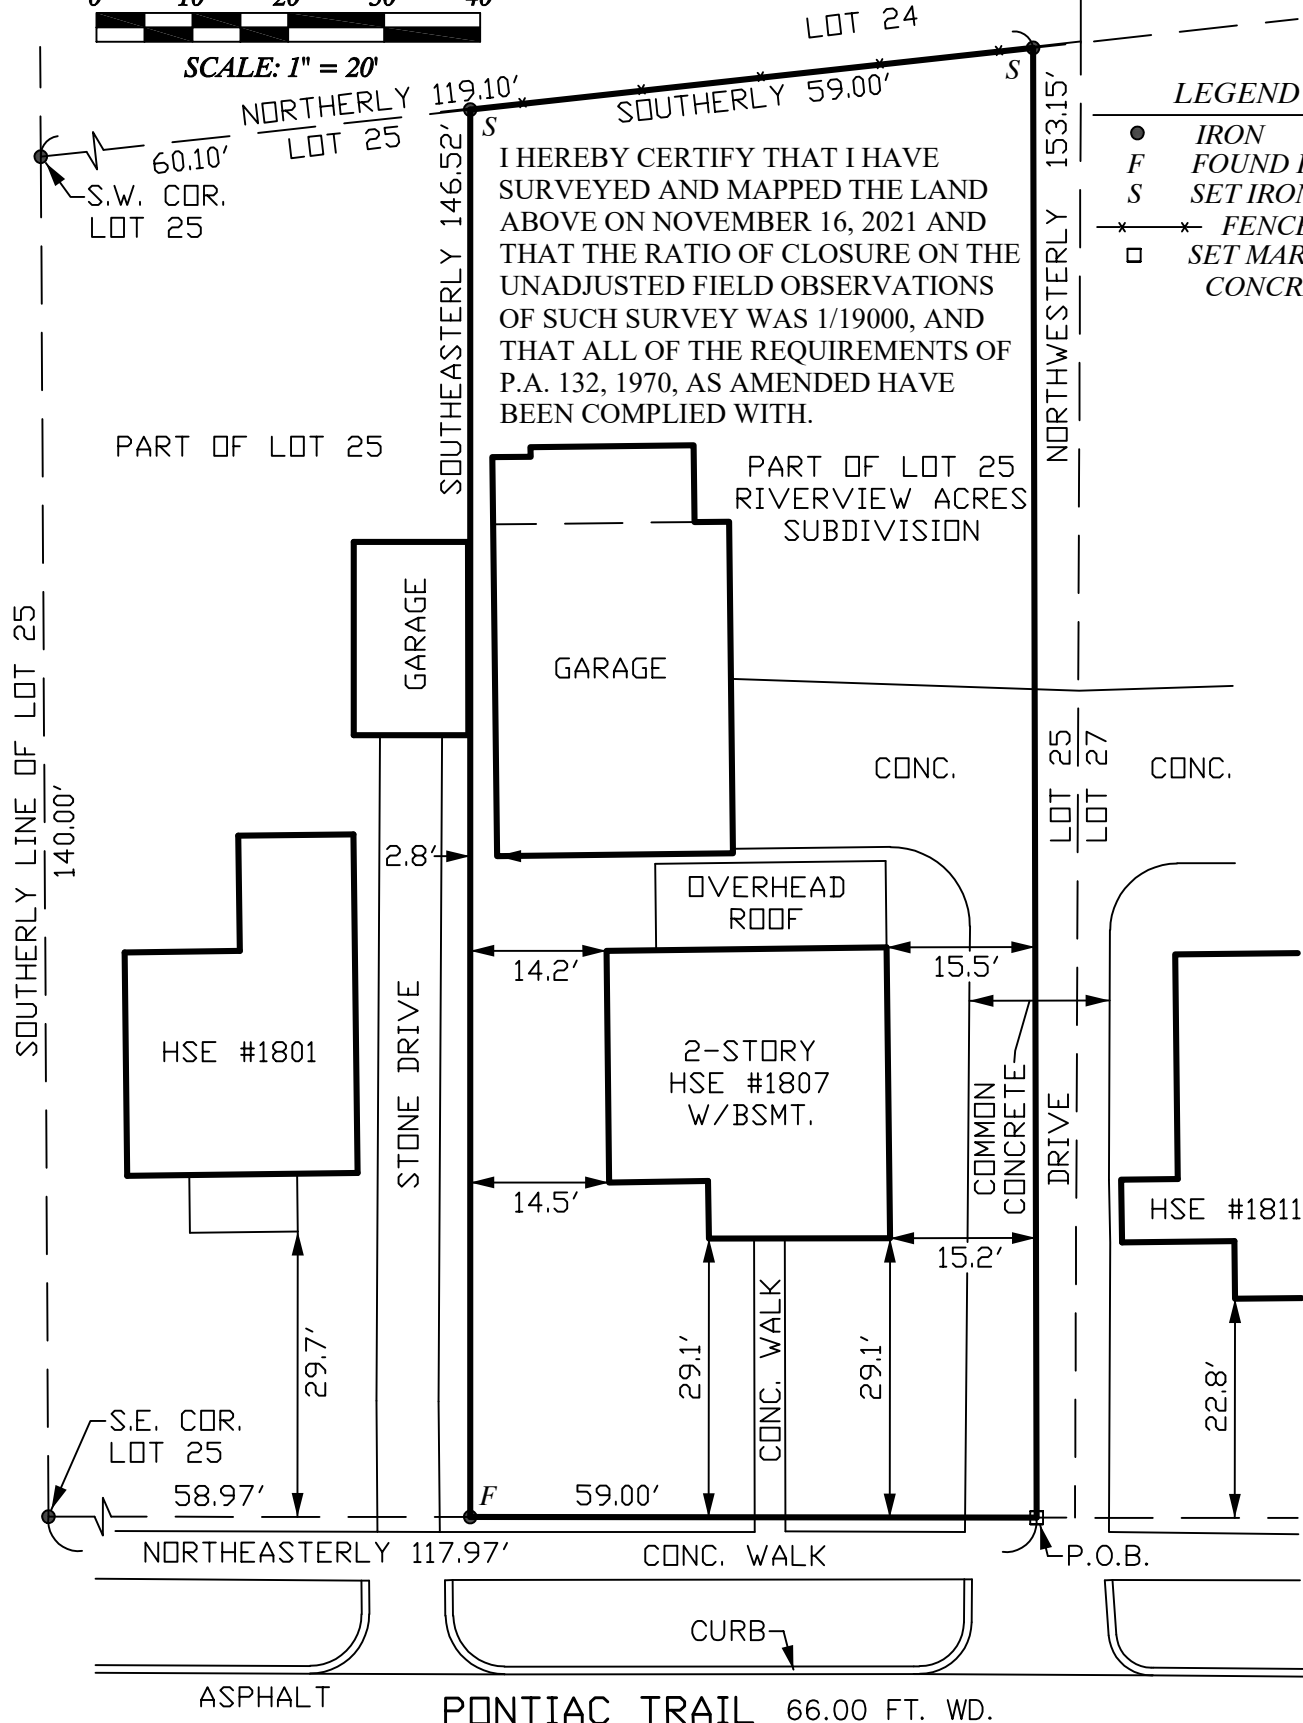 0 10 20 30 40
SCALE: 1" = 20'
LOT 24
NORTHERLY 119.10'
LOT 25
60.10'
SOUTHERLY 59.00'
S
S
S.W. COR.
LOT 25
LEGEND
IRON
F FOUND
S SET IRON
x x FENCE
SET
I HEREBY CERTIFY THAT I HAVE
SURVEYED AND MAPPED THE LAND
ABOVE ON NOVEMBER 16, 2021 AND
THAT THE RATIO OF CLOSURE ON THE
UNADJUSTED FIELD OBSERVATIONS
OF SUCH SURVEY WAS 1/19000, AND
THAT ALL OF THE REQUIREMENTS OF
P.A. 132, 1970, AS AMENDED HAVE
BEEN COMPLIED WITH.
SOUTHEASTERLY 146.52'
NORTHWESTERLY 153.15'
PART OF LOT 25
PART OF LOT 25
RIVERVIEW ACRES
SUBDIVISION
GARAGE
GARAGE
SOUTHERLY LINE OF LOT 25
140.00'
CONC.
LOT 25
LOT 27
CONC.
2.8'
OVERHEAD
ROOF
14.2'
15.5'
HSE #1801
STONE DRIVE
2-STORY
HSE #1807
W/BSMT.
COMMON
CONCRETE
DRIVE
14.5'
15.2'
HSE #1811
29.7'
29.1'
CONC. WALK
29.1'
22.8'
S.E. COR.
LOT 25
58.97'
F
59.00'
NORTHEASTERLY 117.97'
CONC. WALK
P.O.B.
CURB
ASPHALT
PONTIAC TRAIL 66.00 FT. WD.